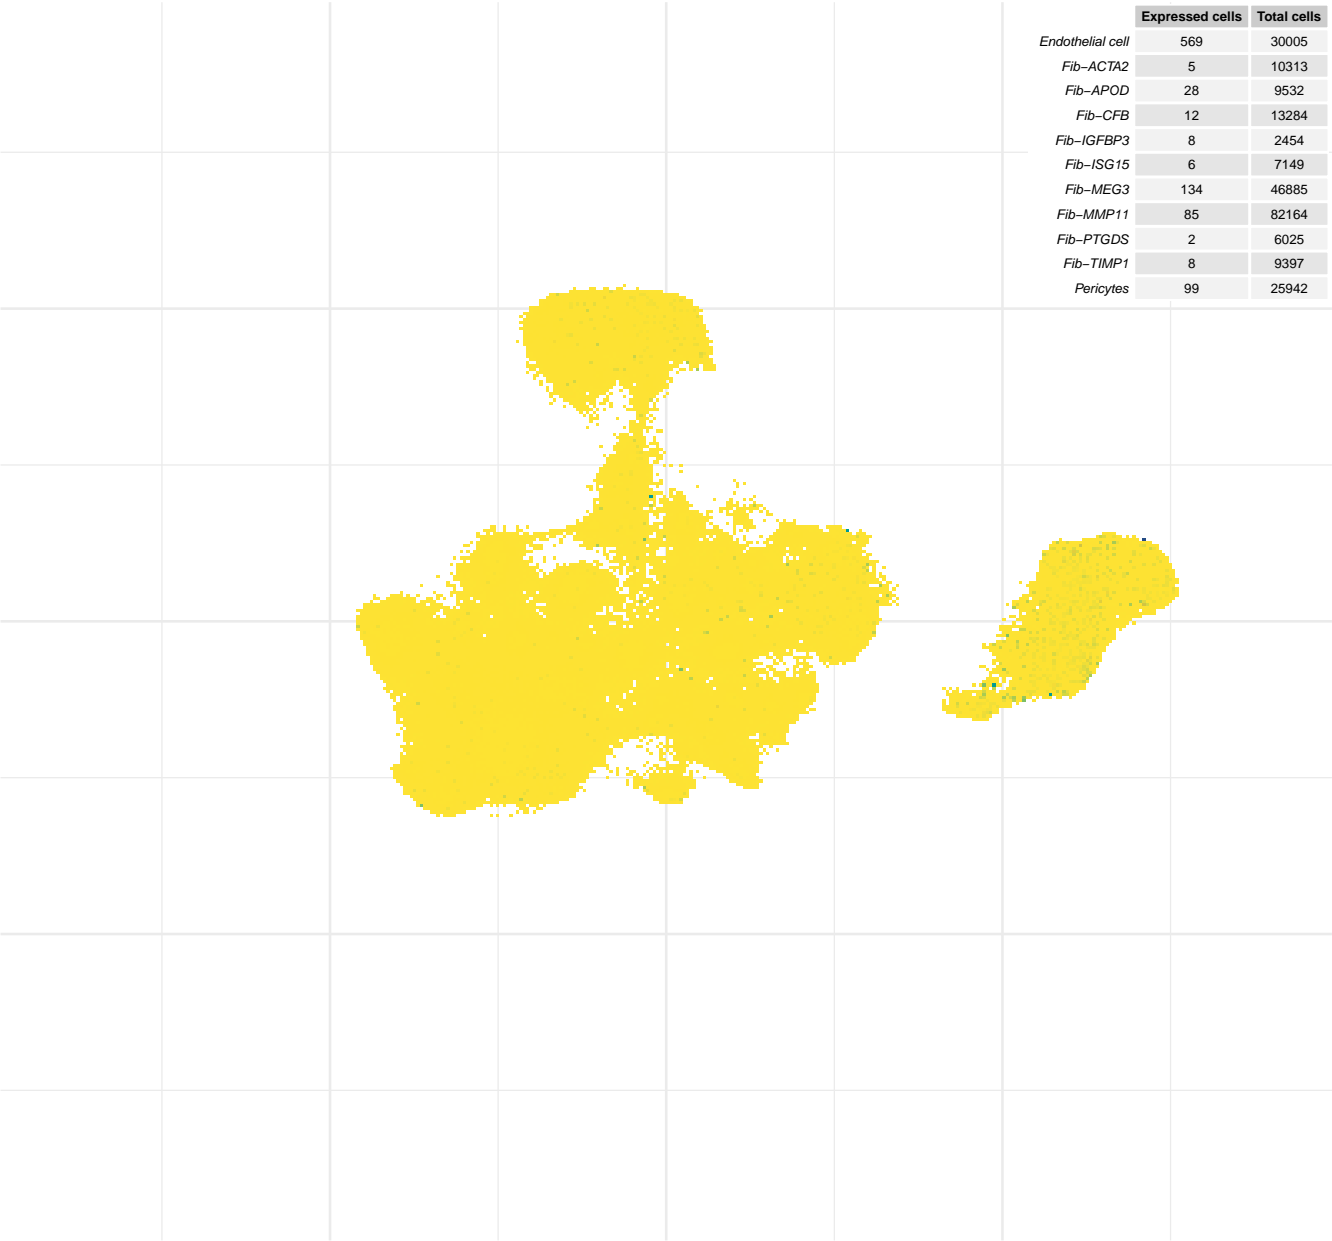 Expressed cells Total cells
Endothelial cell 569 30005
Fib−ACTA2 5 10313
Fib−APOD 28 9532
Fib−CFB 12 13284
Fib−IGFBP3 8 2454
Fib−ISG15 6 7149
Fib−MEG3 134 46885
Fib−MMP11 85 82164
Fib−PTGDS 2 6025
Fib−TIMP1 8 9397
Pericytes 99 25942